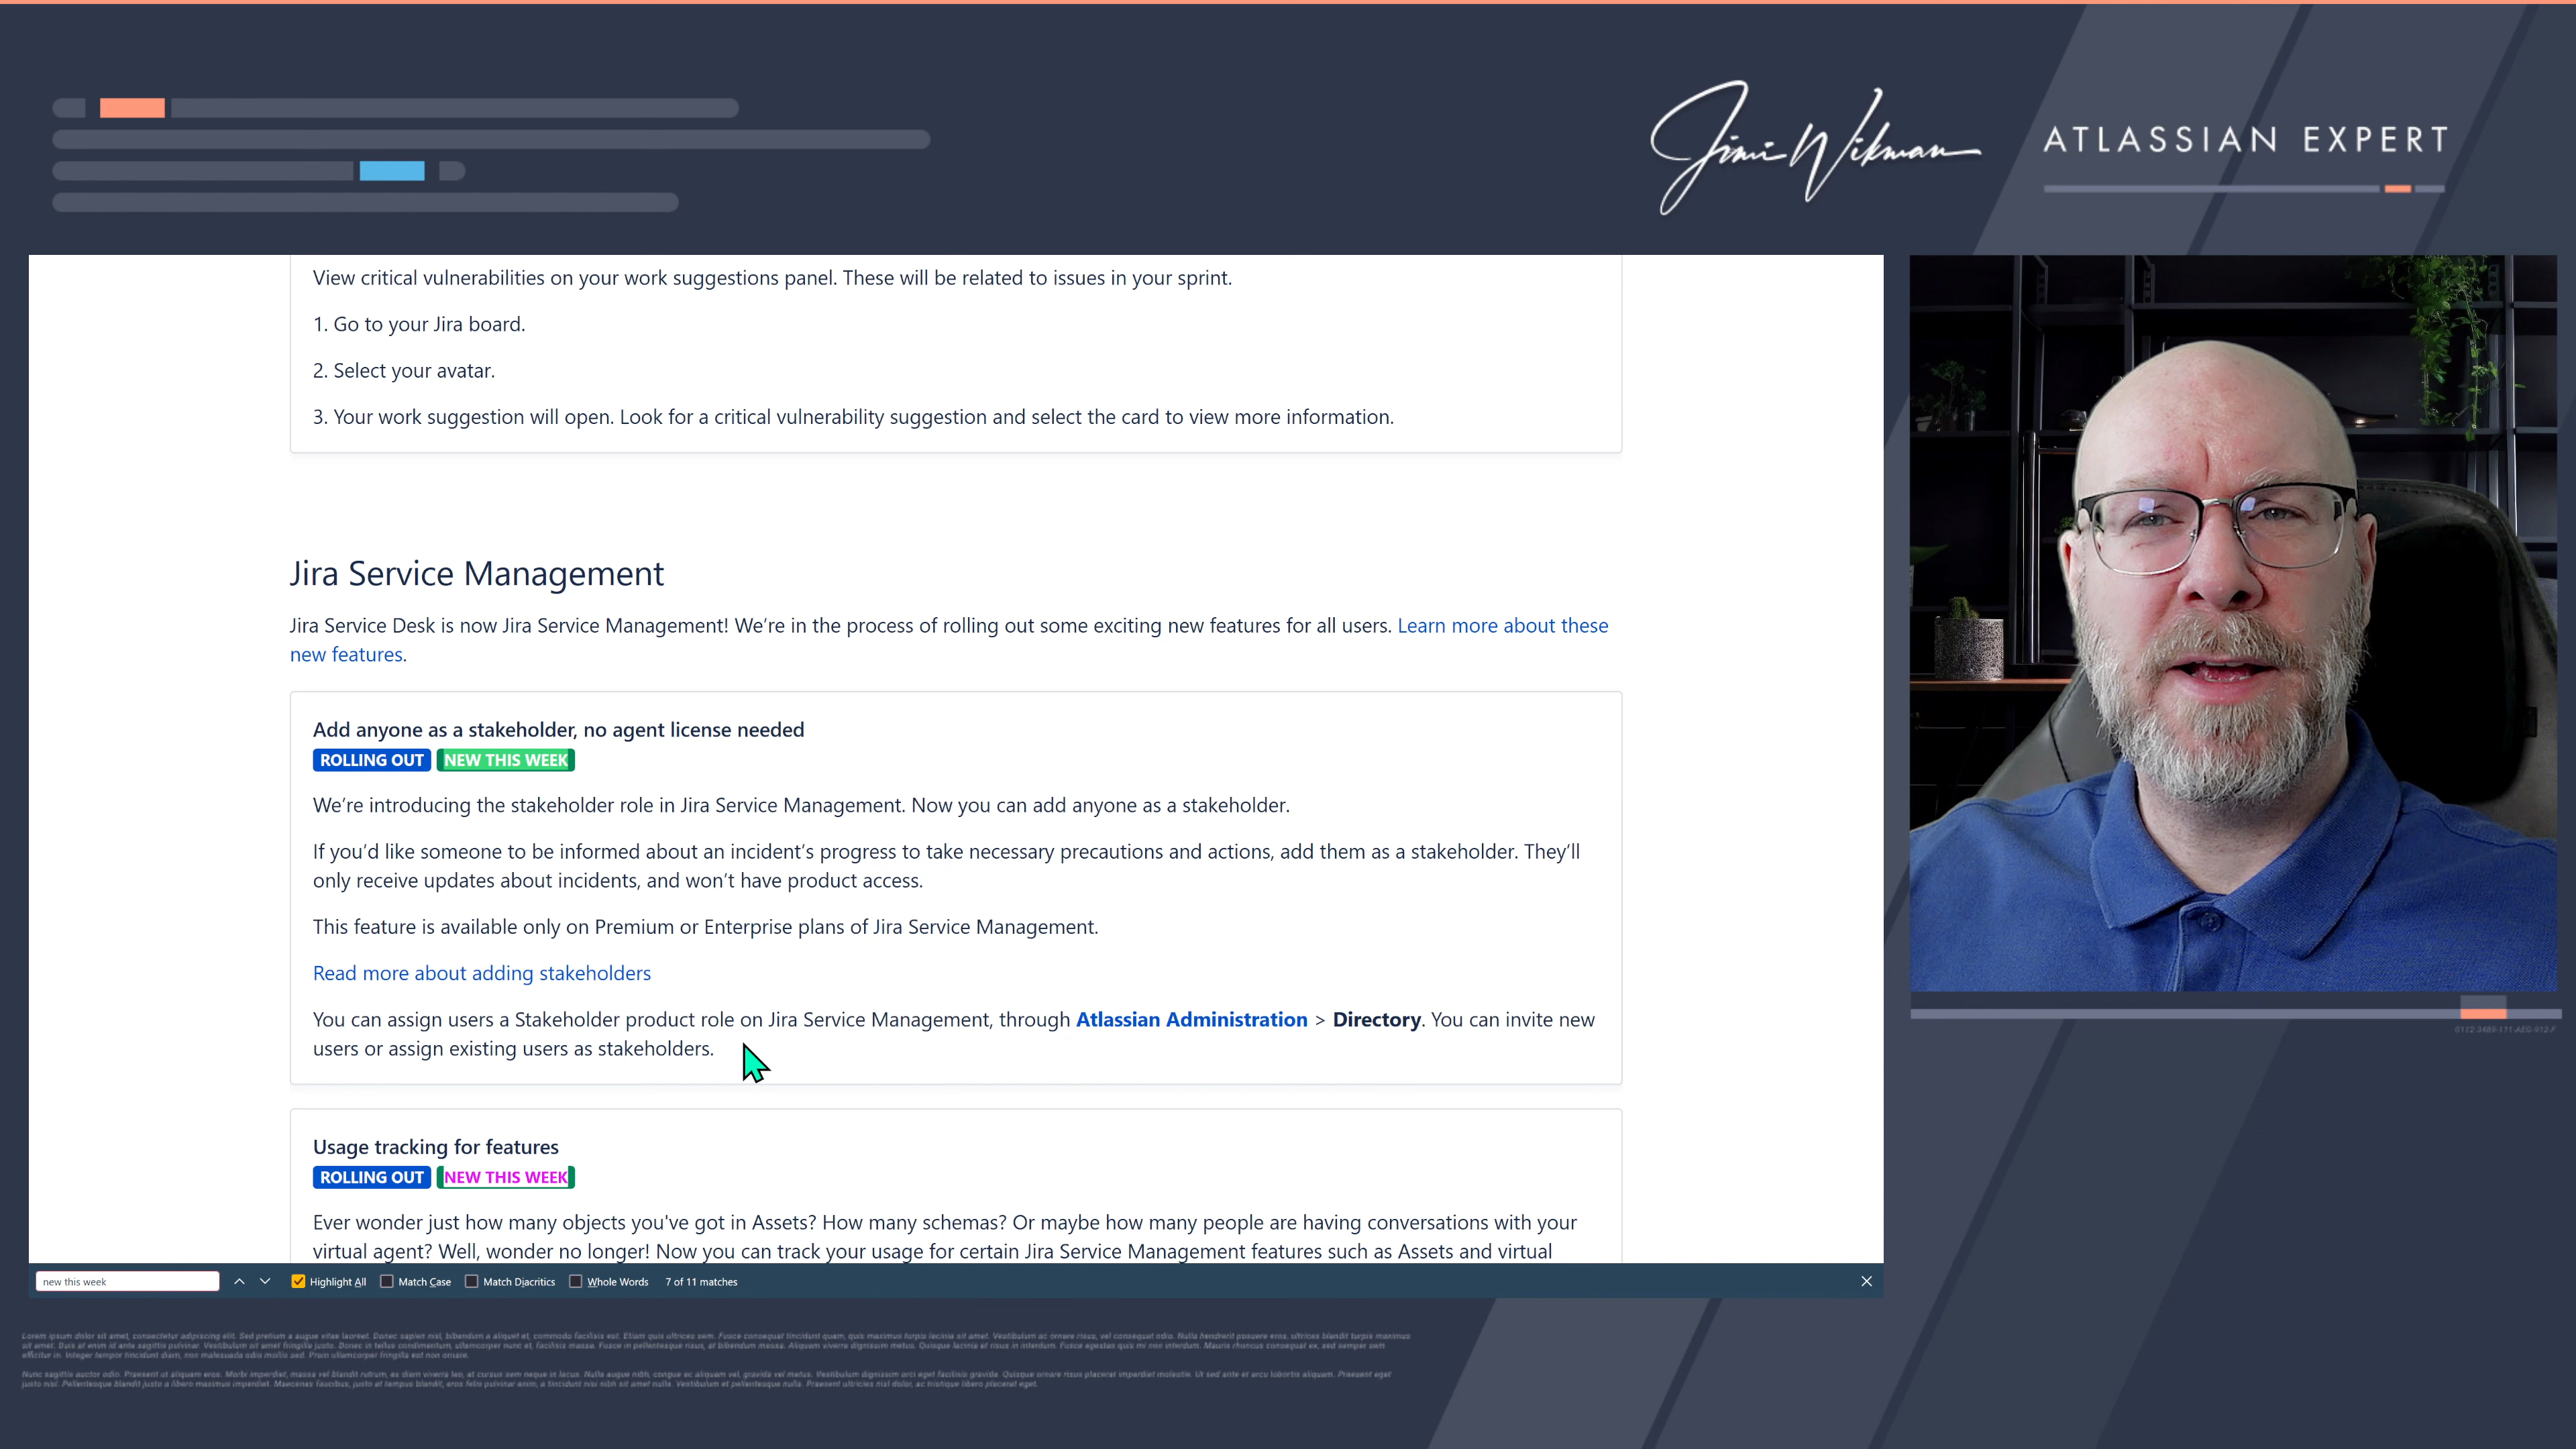 Jimi Wikman
ATLASSIAN EXPERT
View critical vulnerabilities on your work suggestions panel. These will be related to issues in your sprint.
1. Go to your Jira board.
2. Select your avatar.
3. Your work suggestion will open. Look for a critical vulnerability suggestion and select the card to view more information.
Jira Service Management
Jira Service Desk is now Jira Service Management! We're in the process of rolling out some exciting new features for all users. Learn more about these
new features.
Add anyone as a stakeholder, no agent license needed
ROLLING OUT NEW THIS WEEK
We're introducing the stakeholder role in Jira Service Management. Now you can add anyone as a stakeholder.
If you'd like someone to be informed about an incident's progress to take necessary precautions and actions, add them as a stakeholder. They'll
only receive updates about incidents, and won't have product access.
This feature is available only on Premium or Enterprise plans of Jira Service Management.
Read more about adding stakeholders
You can assign users a Stakeholder product role on Jira Service Management, through Atlassian Administration > Directory. You can invite new
users or assign existing users as stakeholders.
Usage tracking for features
ROLLING OUT NEW THIS WEEK
Ever wonder just how many objects you've got in Assets? How many schemas? Or maybe how many people are having conversations with your
virtual agent? Well, wonder no longer! Now you can track your usage for certain Jira Service Management features such as Assets and virtual
new this week Highlight All Match Case Match Diacritics Whole Words 7 of 11 matches